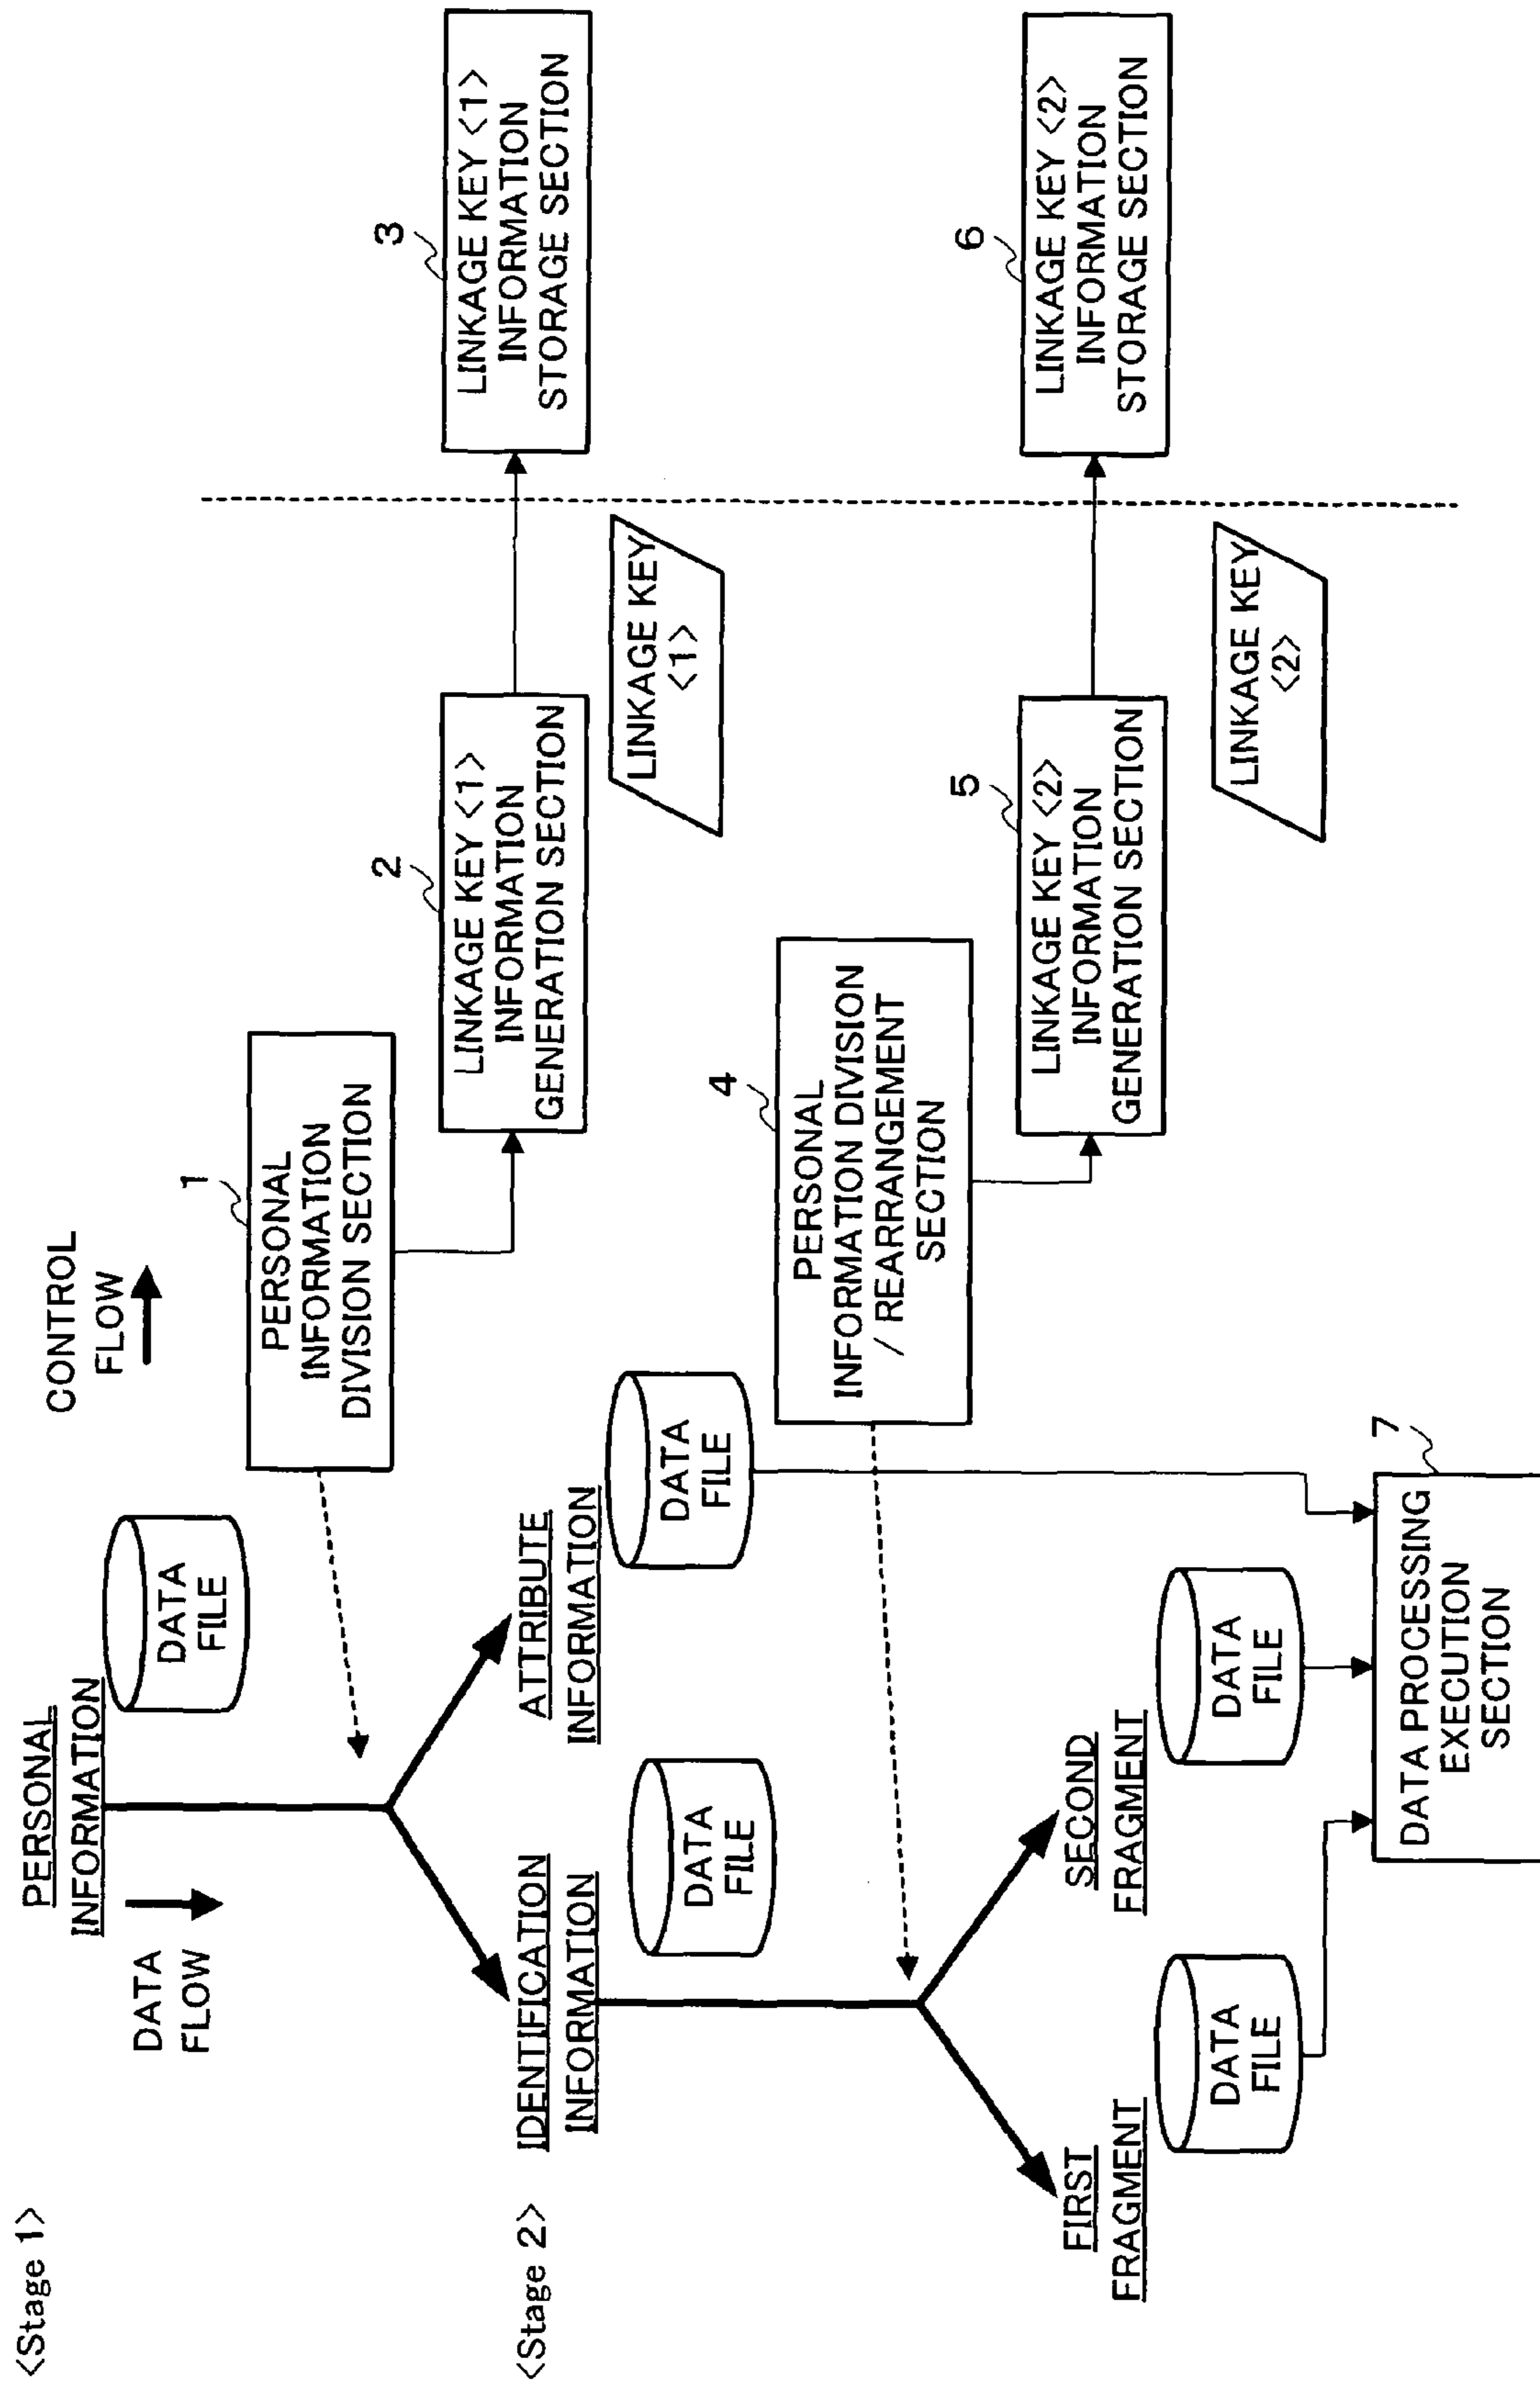 <Stage 1>
PERSONAL
INFORMATION
DATA
FLOW
DATA
FILE
CONTROL
FLOW
1
PERSONAL
INFORMATION
DIVISION SECTION
2
LINKAGE KEY <1>
INFORMATION
GENERATION SECTION
3
LINKAGE KEY <1>
INFORMATION
STORAGE SECTION
LINKAGE KEY
<1>
<Stage 2>
IDENTIFICATION
INFORMATION
DATA
FILE
ATTRIBUTE
INFORMATION
DATA
FILE
4
PERSONAL
INFORMATION DIVISION
/ REARRANGEMENT
SECTION
5
LINKAGE KEY <2>
INFORMATION
GENERATION SECTION
6
LINKAGE KEY <2>
INFORMATION
STORAGE SECTION
LINKAGE KEY
<2>
FIRST
FRAGMENT
DATA
FILE
SECOND
FRAGMENT
DATA
FILE
7
DATA PROCESSING
EXECUTION
SECTION